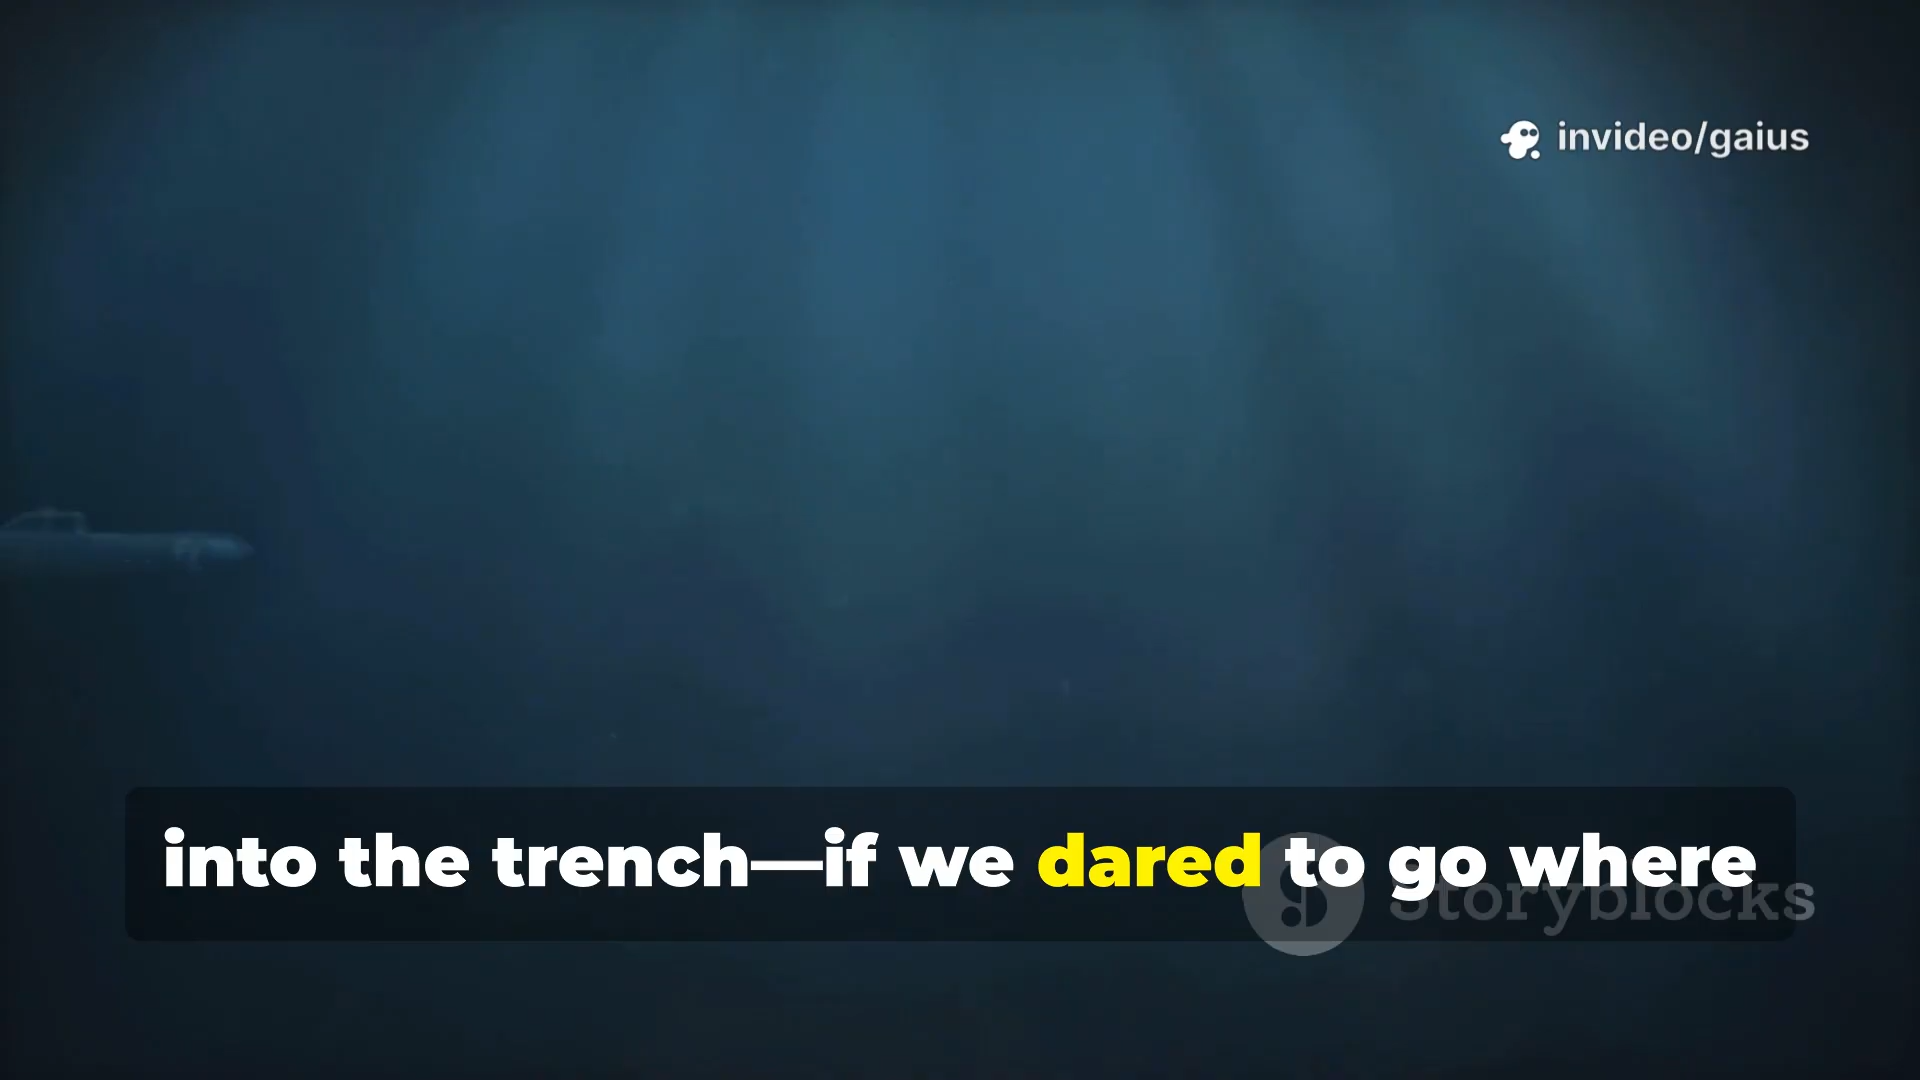 invideo/gaius
into the trench—if we dared to go where
Storyblocks